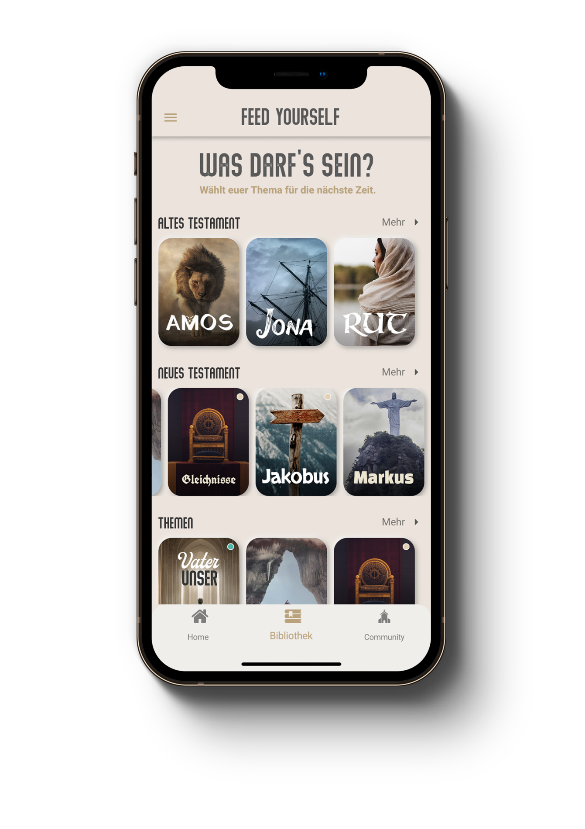 FEED YOURSELF
WAS DARF'S SEIN?
Wählt euer Thema für die nächste Zeit.
ALTES TESTAMENT
Mehr
AMOS
JONA
RUT
NEUES TESTAMENT
Mehr
Gleichnisse
Jakobus
Markus
THEMEN
Mehr
Vater
UNSER
Home
Bibliothek
Community